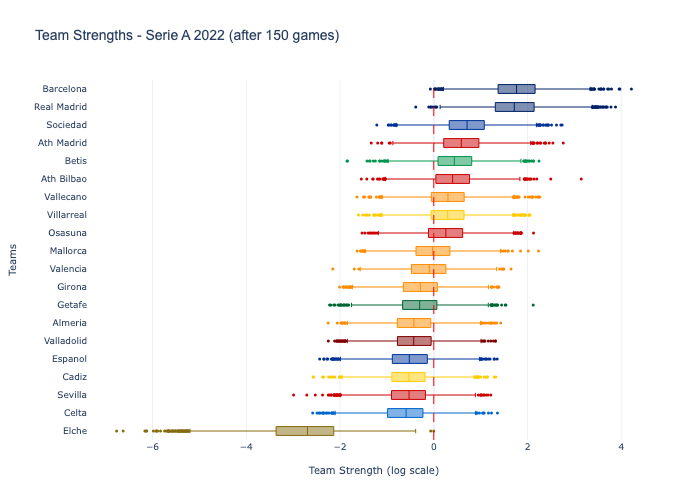 Team Strengths - Serie A 2022 (after 150 games)
Barcelona
Real Madrid
Sociedad
Ath Madrid
Betis
Ath Bilbao
Vallecano
Villarreal
Osasuna
Mallorca
Valencia
Girona
Getafe
Almeria
Valladolid
Espanol
Cadiz
Sevilla
Celta
Elche
Teams
−6 −4 −2 0 2 4
Team Strength (log scale)